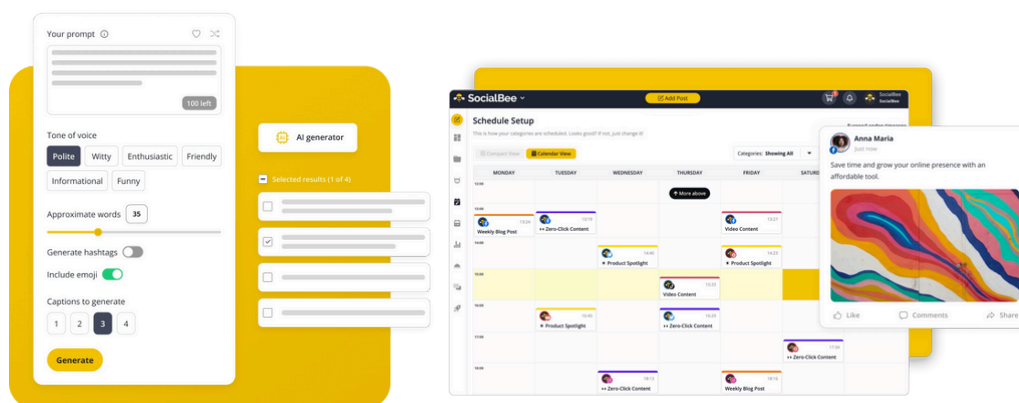 Your prompt
100 left
Tone of voice
Polite
Witty
Enthusiastic
Friendly
Informational
Funny
Approximate words 35
Generate hashtags
Include emoji
Captions to generate
1 2 3 4
Generate
AI generator
Selected results (1 of 4)
SocialBee
Add Post
SocialBee
SocialBee
Schedule Setup
This is how your categories are scheduled. Looks good? If not, just change it!
Compact View
Calendar View
Categories: Showing All
MONDAY TUESDAY WEDNESDAY THURSDAY FRIDAY
More above
Weekly Blog Post
Zero-Click Content
Video Content
Product Spotlight
Product Spotlight
Video Content
Product Spotlight
Zero-Click Content
Zero-Click Content
Zero-Click Content
Weekly Blog Post
Anna Maria
Just now
Save time and grow your online presence with an
affordable tool.
Like
Comments
Share